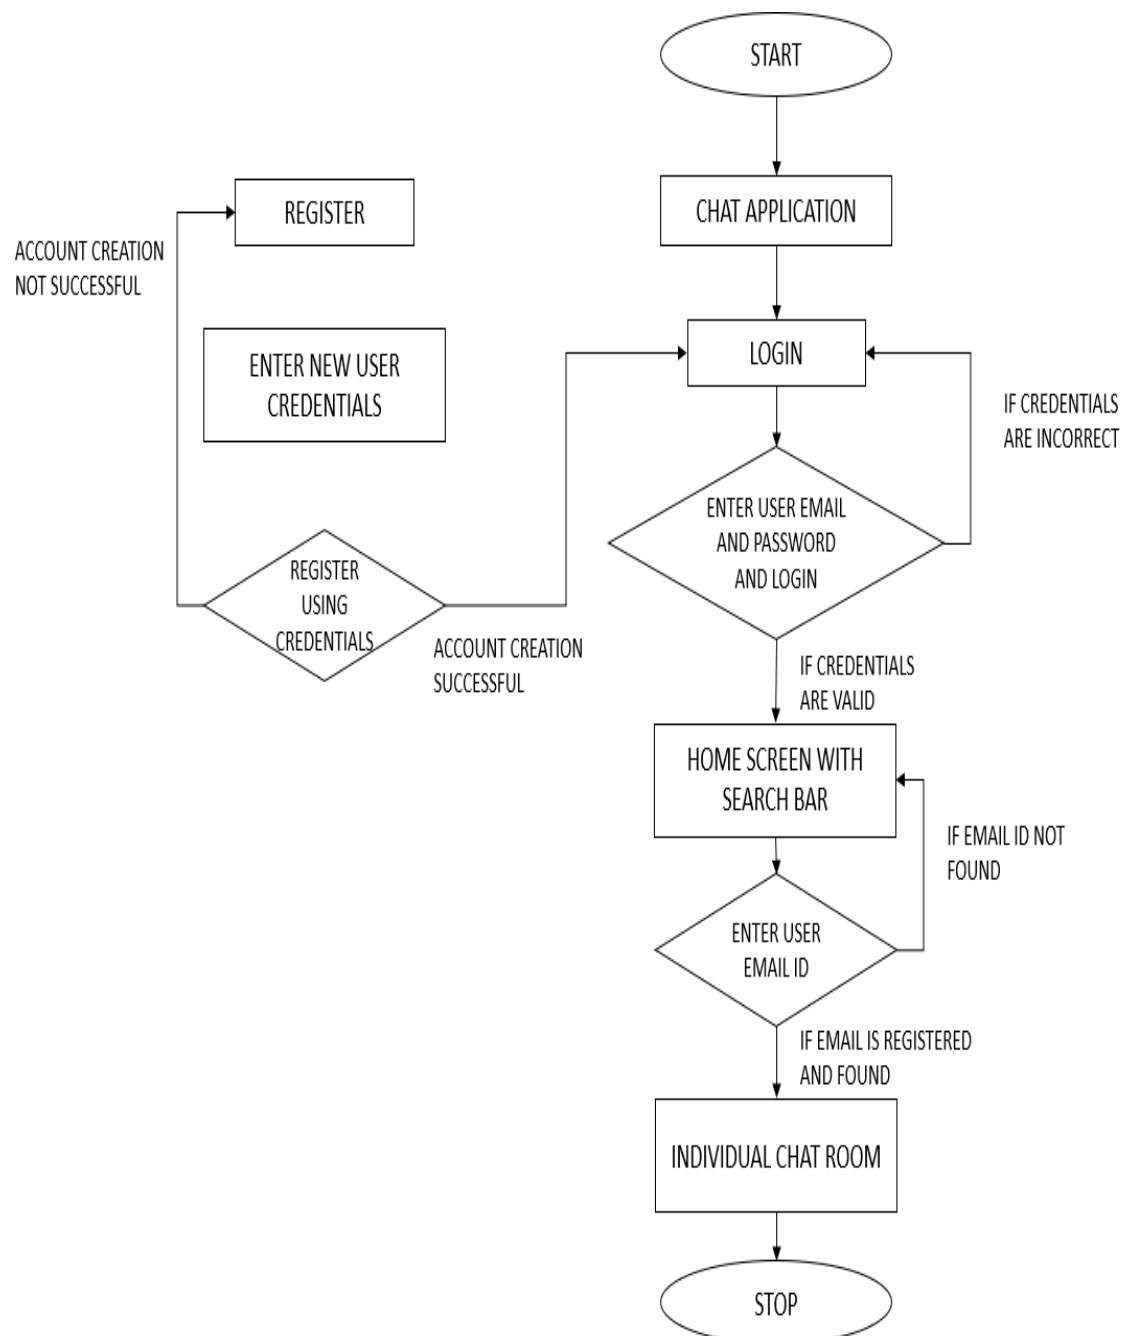 START
CHAT APPLICATION
REGISTER
ACCOUNT CREATION
NOT SUCCESSFUL
ENTER NEW USER
CREDENTIALS
LOGIN
IF CREDENTIALS
ARE INCORRECT
ENTER USER EMAIL
AND PASSWORD
AND LOGIN
REGISTER
USING
CREDENTIALS
ACCOUNT CREATION
SUCCESSFUL
IF CREDENTIALS
ARE VALID
HOME SCREEN WITH
SEARCH BAR
IF EMAIL ID NOT
FOUND
ENTER USER
EMAIL ID
IF EMAIL IS REGISTERED
AND FOUND
INDIVIDUAL CHAT ROOM
STOP